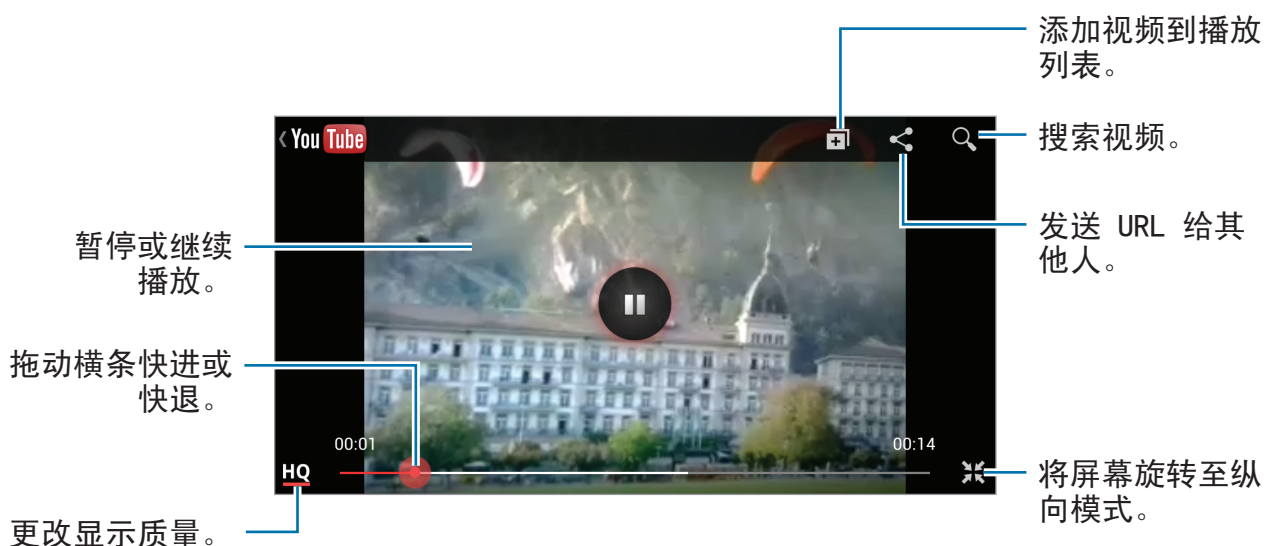 添加视频到播放
列表。
You Tube
搜索视频。
发送 URL 给其
他人。
暂停或继续
播放。
拖动横条快进或
快退。
00:01
00:14
HQ
将屏幕旋转至纵
向模式。
更改显示质量。